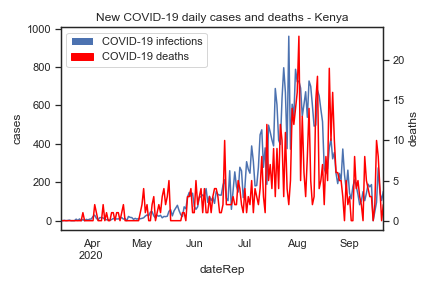 New COVID-19 daily cases and deaths - Kenya
COVID-19 infections
COVID-19 deaths
1000
800
600
400
200
0
cases
20
15
10
5
0
deaths
Apr
2020
May
Jun
Jul
Aug
Sep
dateRep